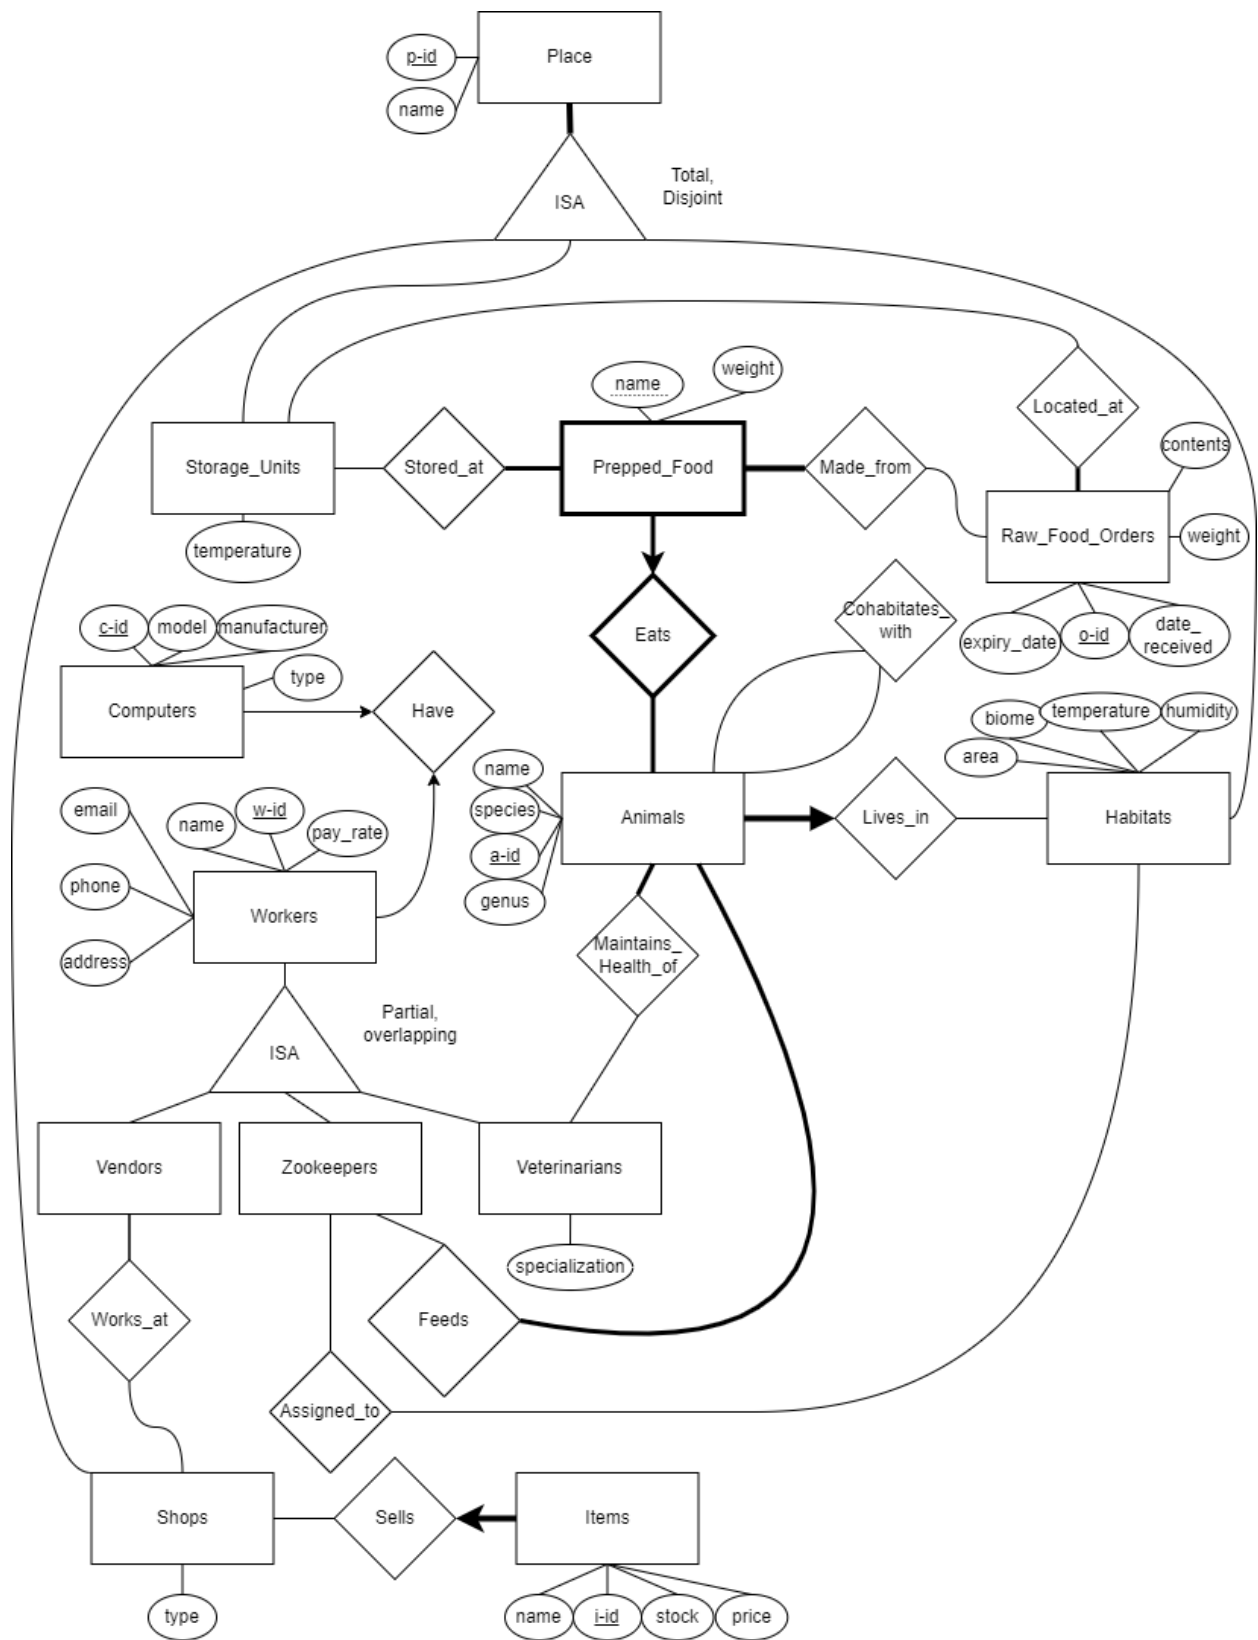 Place
p-id
name
ISA
Total,
Disjoint
name
weight
Located_at
Storage_Units
Stored_at
Prepped_Food
Made_from
contents
Raw_Food_Orders
weight
temperature
expiry_date
o-id
date_
received
Eats
Cohabitates_
with
c-id
model
manufacturer
type
Computers
Have
biome
temperature
humidity
area
name
species
a-id
genus
Animals
Lives_in
Habitats
email
name
w-id
pay_rate
phone
Workers
address
Maintains_
Health_of
ISA
Partial,
overlapping
Vendors
Zookeepers
Veterinarians
specialization
Works_at
Feeds
Assigned_to
Shops
Sells
Items
type
name
i-id
stock
price